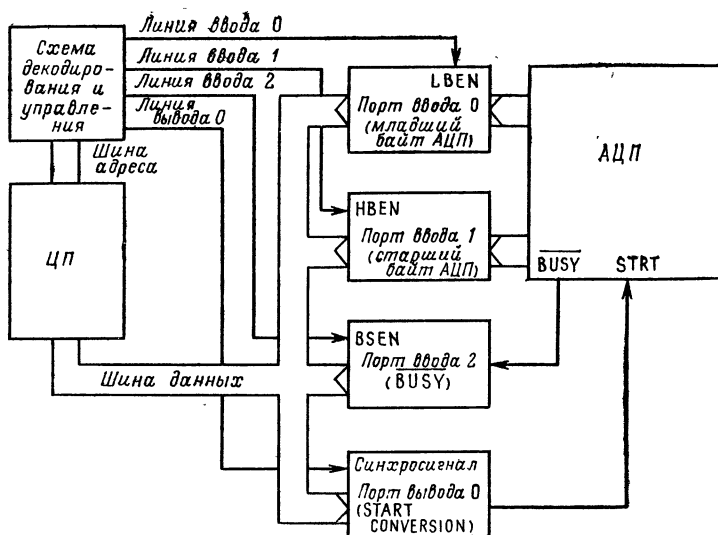 Схема
декодиро-
вания и
управле-
ния
Линия ввода 0
Линия ввода 1
Линия ввода 2
Линия
вывода 0
Шина
адреса
ЦП
Шина данных
LBEN
Порт ввода 0
(младший
байт АЦП)
HBEN
Порт ввода 1
(старший
байт АЦП)
BSEN
Порт ввода 2
(BUSY)
Синхросигнал
Порт вывода 0
(START
CONVERSION)
АЦП
BUSY STRT